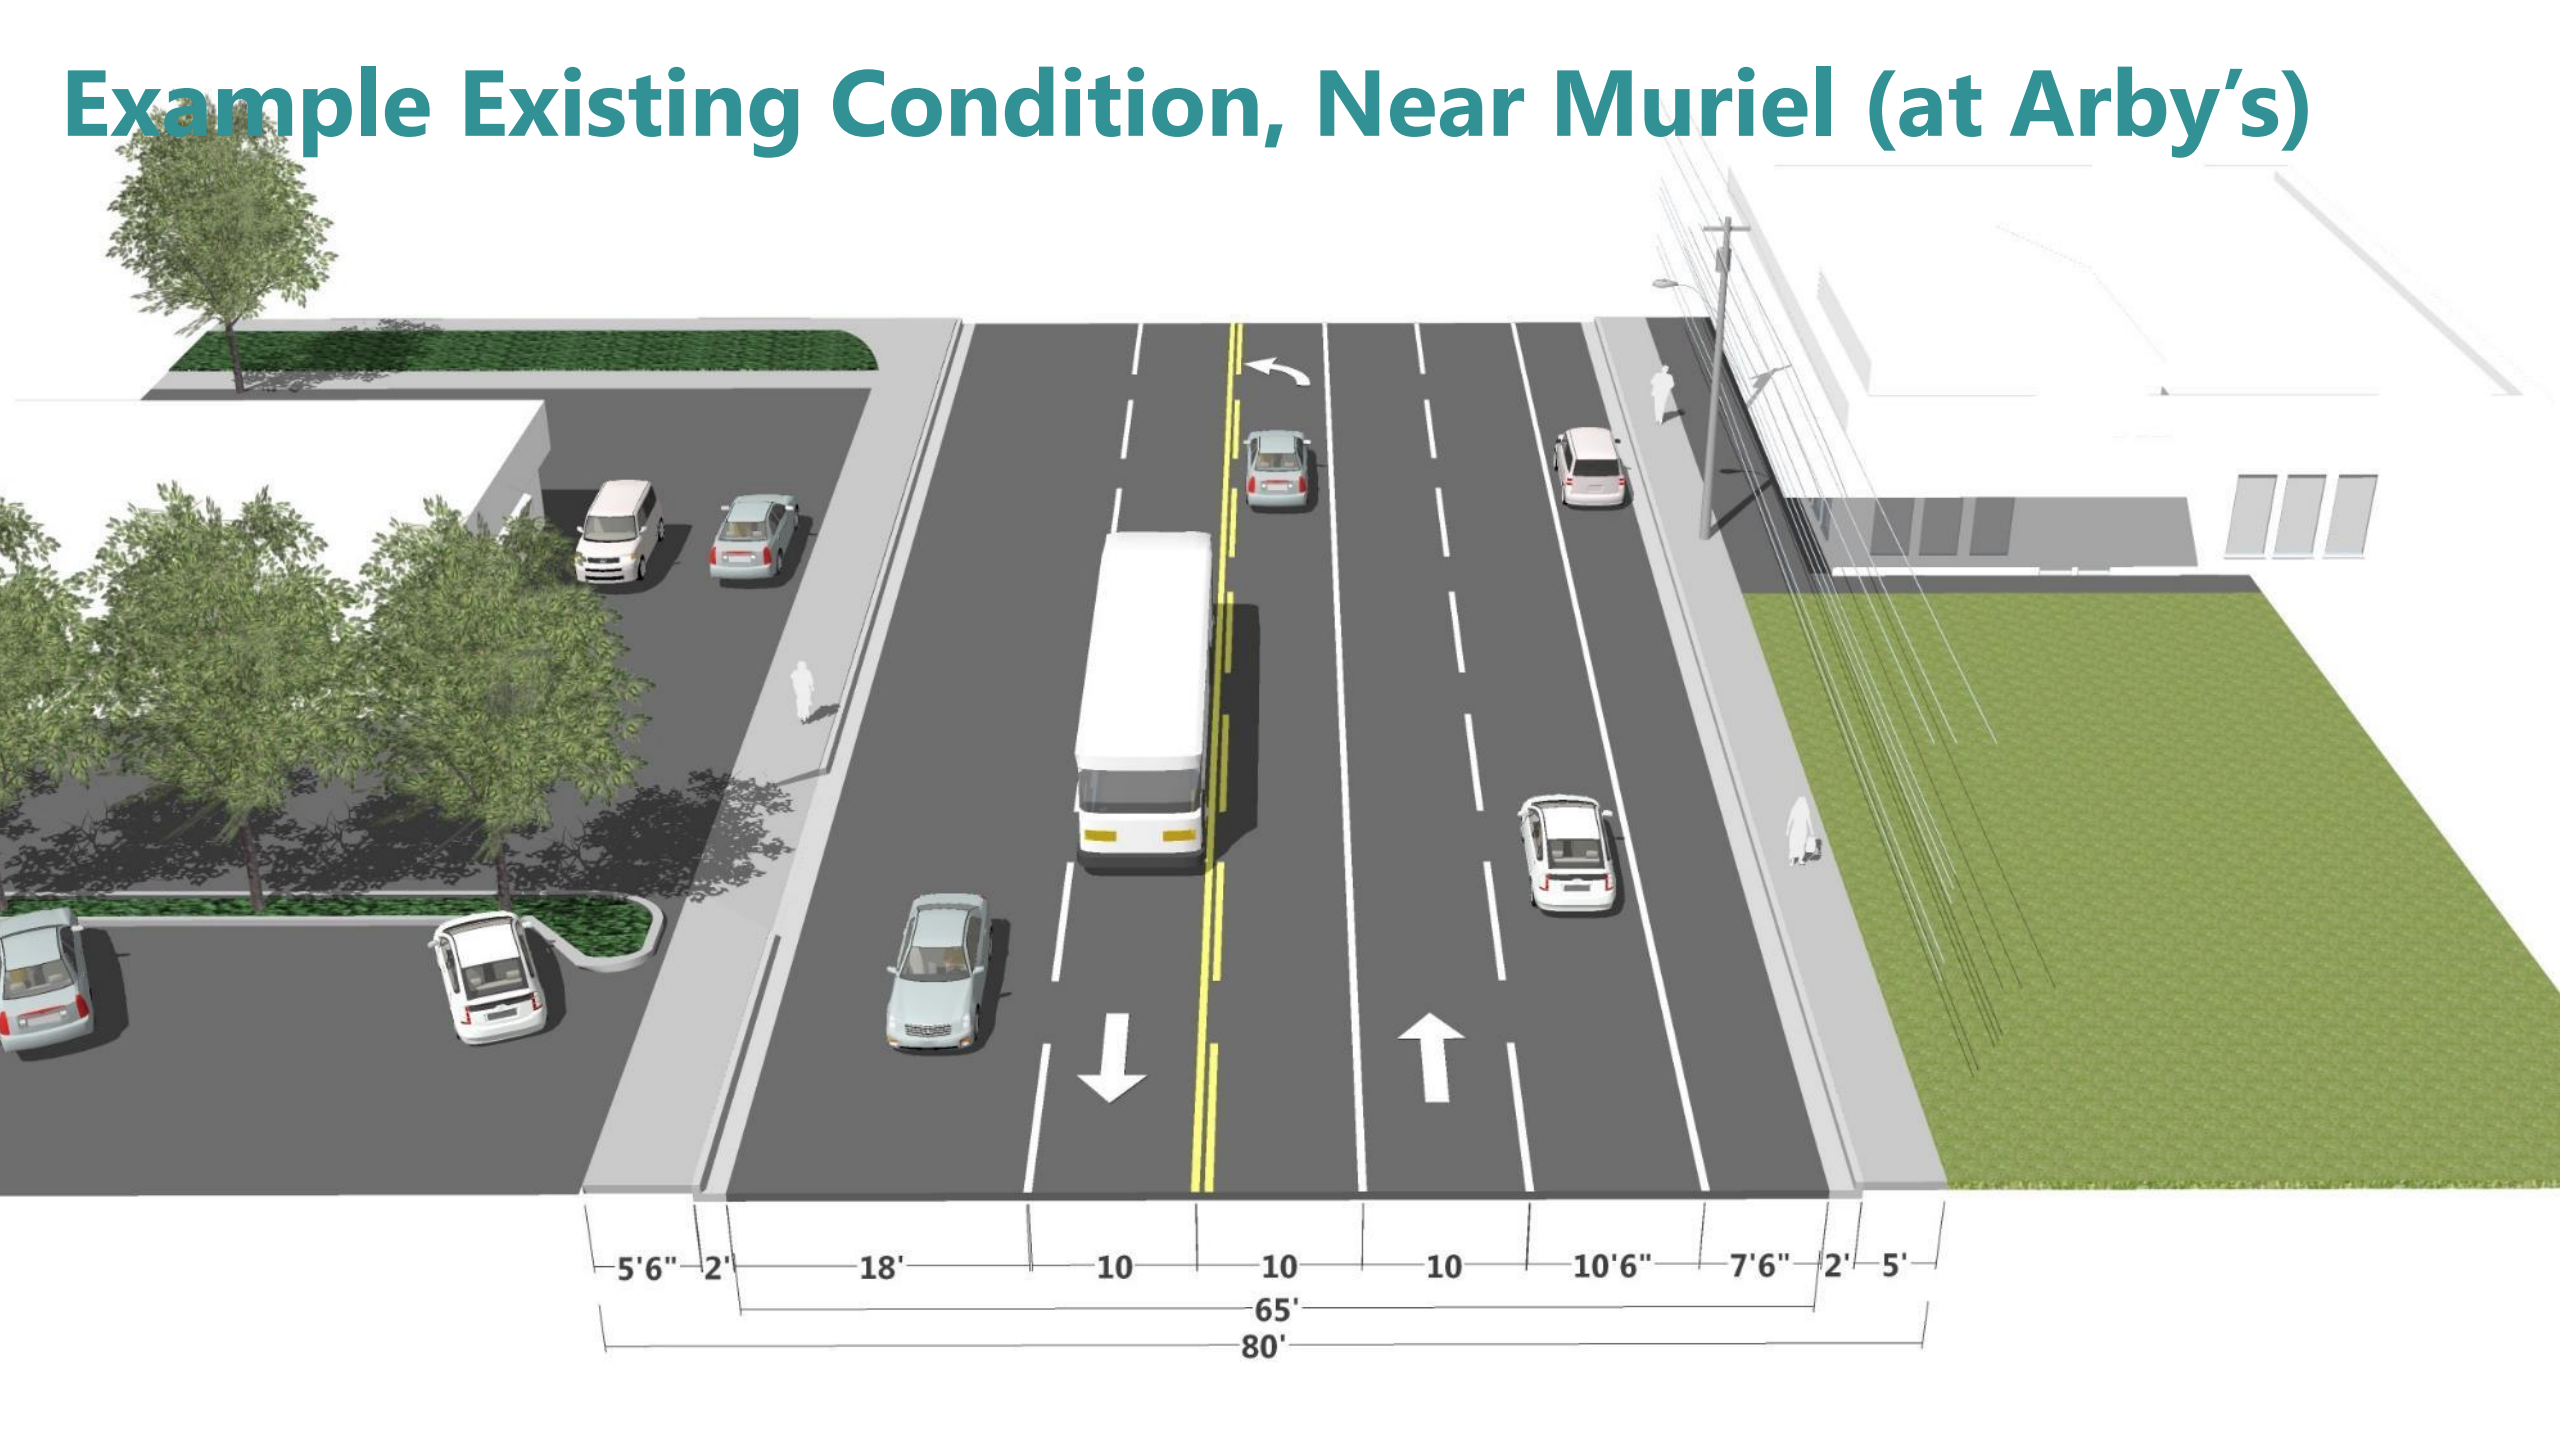 Example Existing Condition, Near Muriel (at Arby’s)
5'6" 2' 18' 10 10 10 10'6" 7'6" 2' 5'
65'
80'